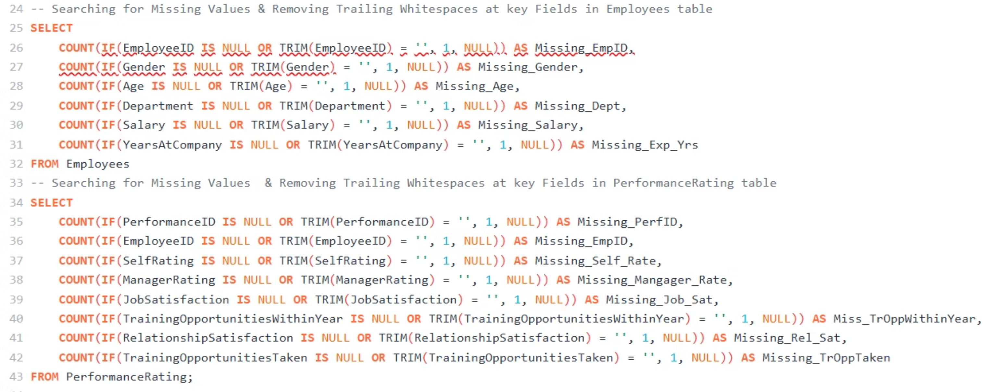 24 -- Searching for Missing Values & Removing Trailing Whitespaces at key Fields in Employees table
25 SELECT
26     COUNT(IF(EmployeeID IS NULL OR TRIM(EmployeeID) = '', 1, NULL)) AS Missing_EmpID,
27     COUNT(IF(Gender IS NULL OR TRIM(Gender) = '', 1, NULL)) AS Missing_Gender,
28     COUNT(IF(Age IS NULL OR TRIM(Age) = '', 1, NULL)) AS Missing_Age,
29     COUNT(IF(Department IS NULL OR TRIM(Department) = '', 1, NULL)) AS Missing_Dept,
30     COUNT(IF(Salary IS NULL OR TRIM(Salary) = '', 1, NULL)) AS Missing_Salary,
31     COUNT(IF(YearsAtCompany IS NULL OR TRIM(YearsAtCompany) = '', 1, NULL)) AS Missing_Exp_Yrs
32 FROM Employees
33 -- Searching for Missing Values  & Removing Trailing Whitespaces at key Fields in PerformanceRating table
34 SELECT
35     COUNT(IF(PerformanceID IS NULL OR TRIM(PerformanceID) = '', 1, NULL)) AS Missing_PerfID,
36     COUNT(IF(EmployeeID IS NULL OR TRIM(EmployeeID) = '', 1, NULL)) AS Missing_EmpID,
37     COUNT(IF(SelfRating IS NULL OR TRIM(SelfRating) = '', 1, NULL)) AS Missing_Self_Rate,
38     COUNT(IF(ManagerRating IS NULL OR TRIM(ManagerRating) = '', 1, NULL)) AS Missing_Mangager_Rate,
39     COUNT(IF(JobSatisfaction IS NULL OR TRIM(JobSatisfaction) = '', 1, NULL)) AS Missing_Job_Sat,
40     COUNT(IF(TrainingOpportunitiesWithinYear IS NULL OR TRIM(TrainingOpportunitiesWithinYear) = '', 1, NULL)) AS Miss_TrOppWithinYear,
41     COUNT(IF(RelationshipSatisfaction IS NULL OR TRIM(RelationshipSatisfaction) = '', 1, NULL)) AS Missing_Rel_Sat,
42     COUNT(IF(TrainingOpportunitiesTaken IS NULL OR TRIM(TrainingOpportunitiesTaken) = '', 1, NULL)) AS Missing_TrOppTaken
43 FROM PerformanceRating;